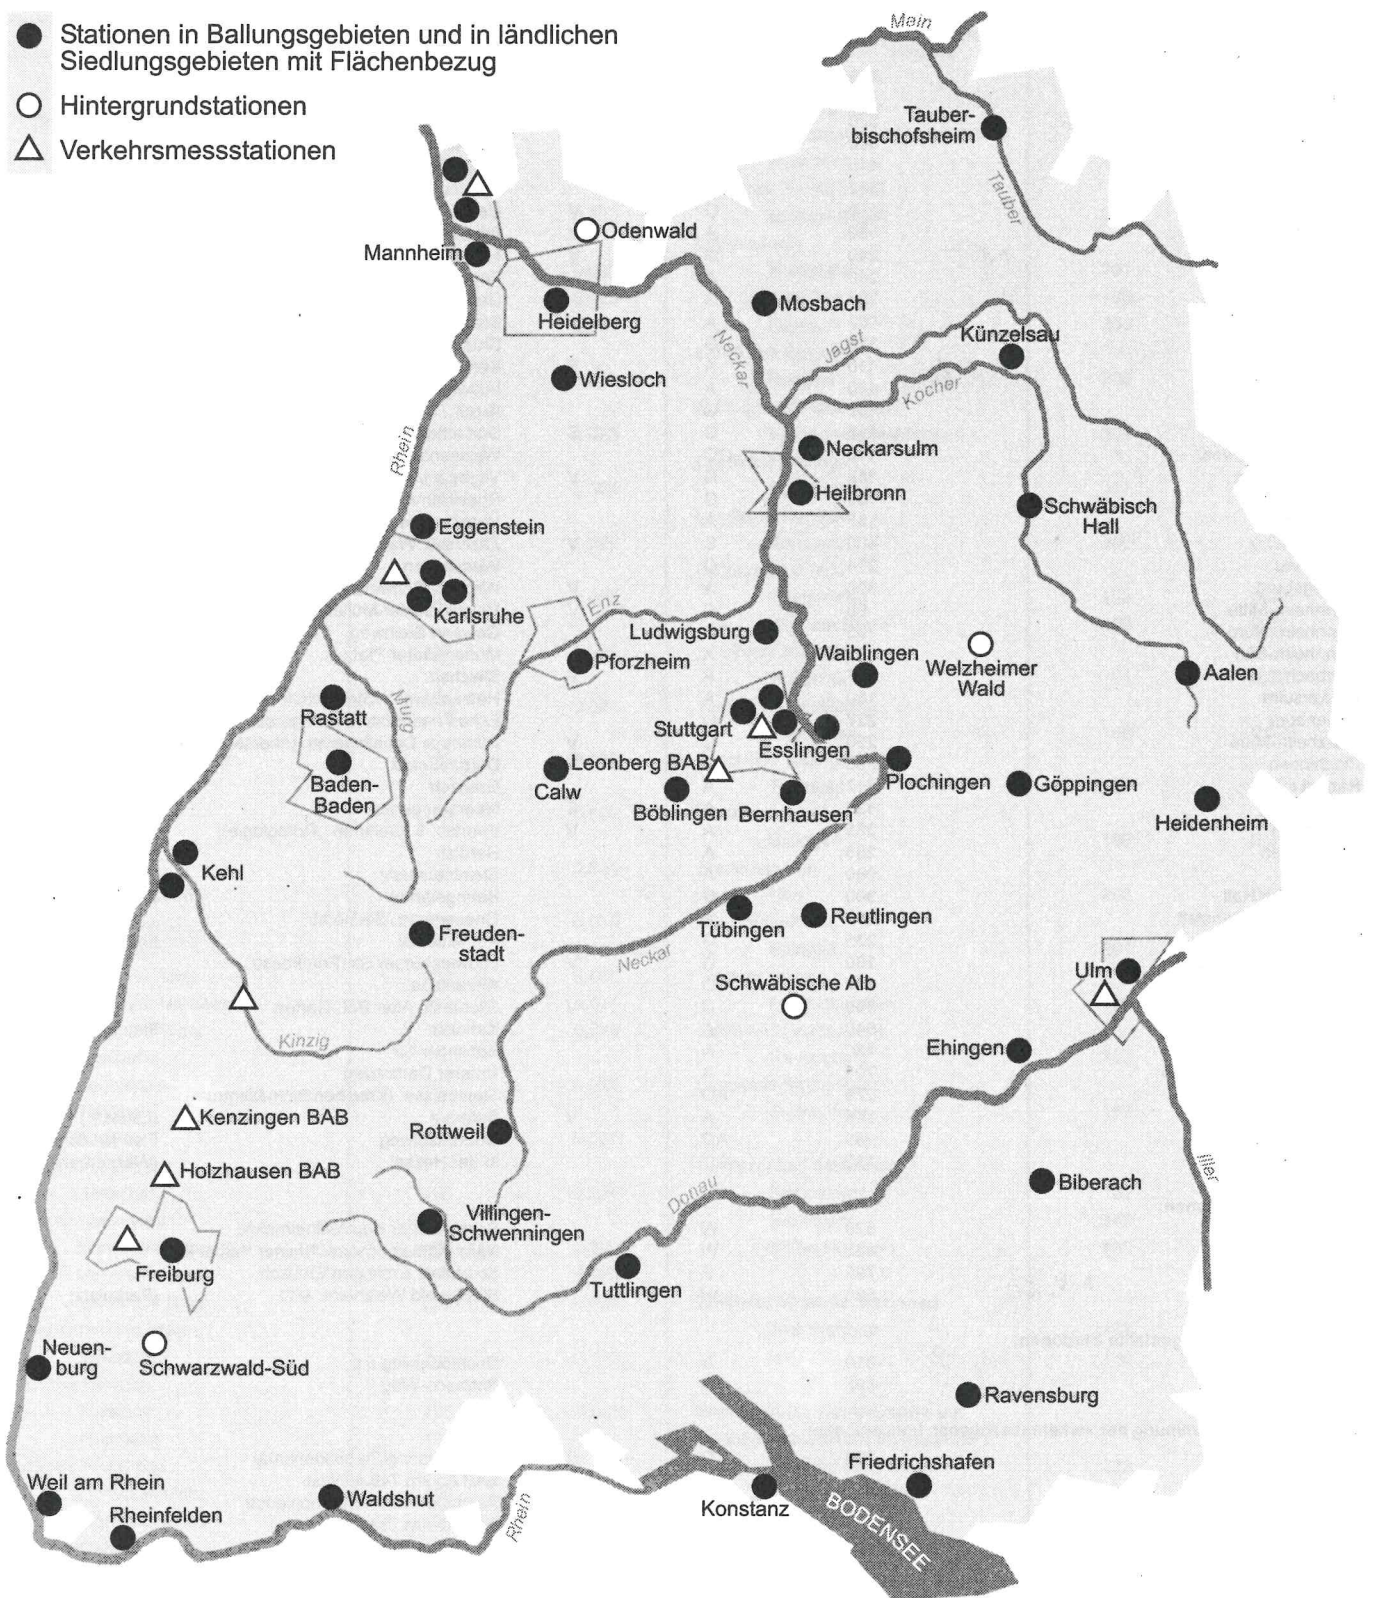 Stationen in Ballungsgebieten und in ländlichen
Siedlungsgebieten mit Flächenbezug
Hintergrundstationen
Verkehrsmessstationen
Main
Tauber-
bischofsheim
Tauber
Odenwald
Mannheim
Heidelberg
Mosbach
Neckar
Jagst
Künzelsau
Kocher
Wiesloch
Rhein
Neckarsulm
Heilbronn
Schwäbisch
Hall
Eggenstein
Karlsruhe
Enz
Ludwigsburg
Pforzheim
Waiblingen
Welzheimer
Wald
Aalen
Rastatt
Murg
Stuttgart
Esslingen
Baden-
Baden
Leonberg BAB
Calw
Böblingen
Bernhausen
Plochingen
Göppingen
Heidenheim
Kehl
Freuden-
stadt
Tübingen
Reutlingen
Neckar
Schwäbische Alb
Ulm
Kinzig
Ehingen
Kenzingen BAB
Rottweil
Holzhausen BAB
Donau
Biberach
Iller
Villingen-
Schwenningen
Freiburg
Tuttlingen
Neuen-
burg
Schwarzwald-Süd
Ravensburg
Weil am Rhein
Rheinfelden
Waldshut
Rhein
Konstanz
Friedrichshafen
BODENSEE